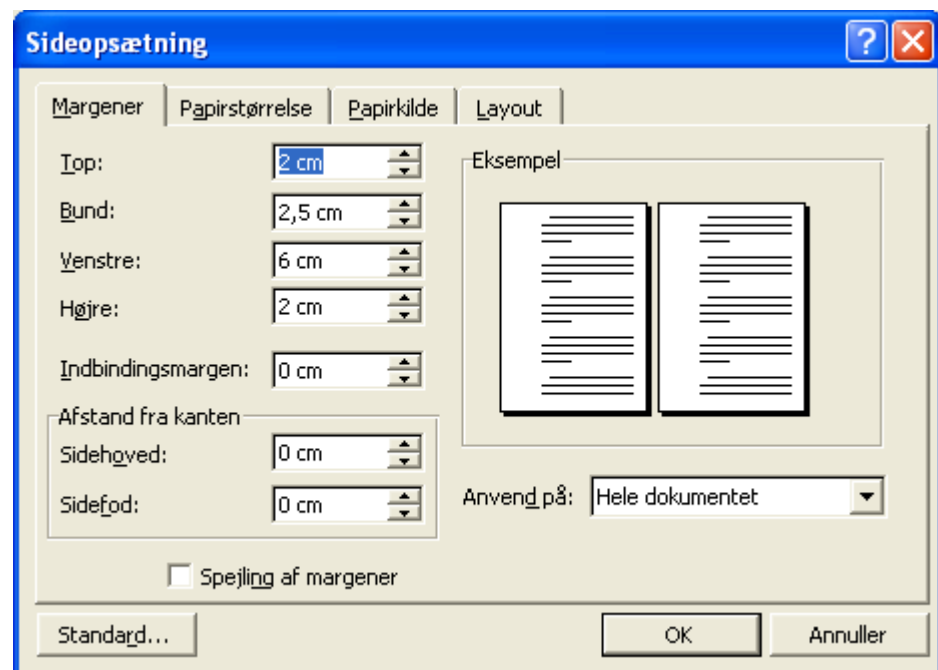 Sideopsætning
Margener Papirstørrelse Papirkilde Layout
Top: 2 cm
Bund: 2,5 cm
Venstre: 6 cm
Højre: 2 cm
Indbindingsmargen: 0 cm
Afstand fra kanten
Sidehoved: 0 cm
Sidefod: 0 cm
Spejling af margener
Eksempel
Anvend på: Hele dokumentet
Standard... OK Annuller